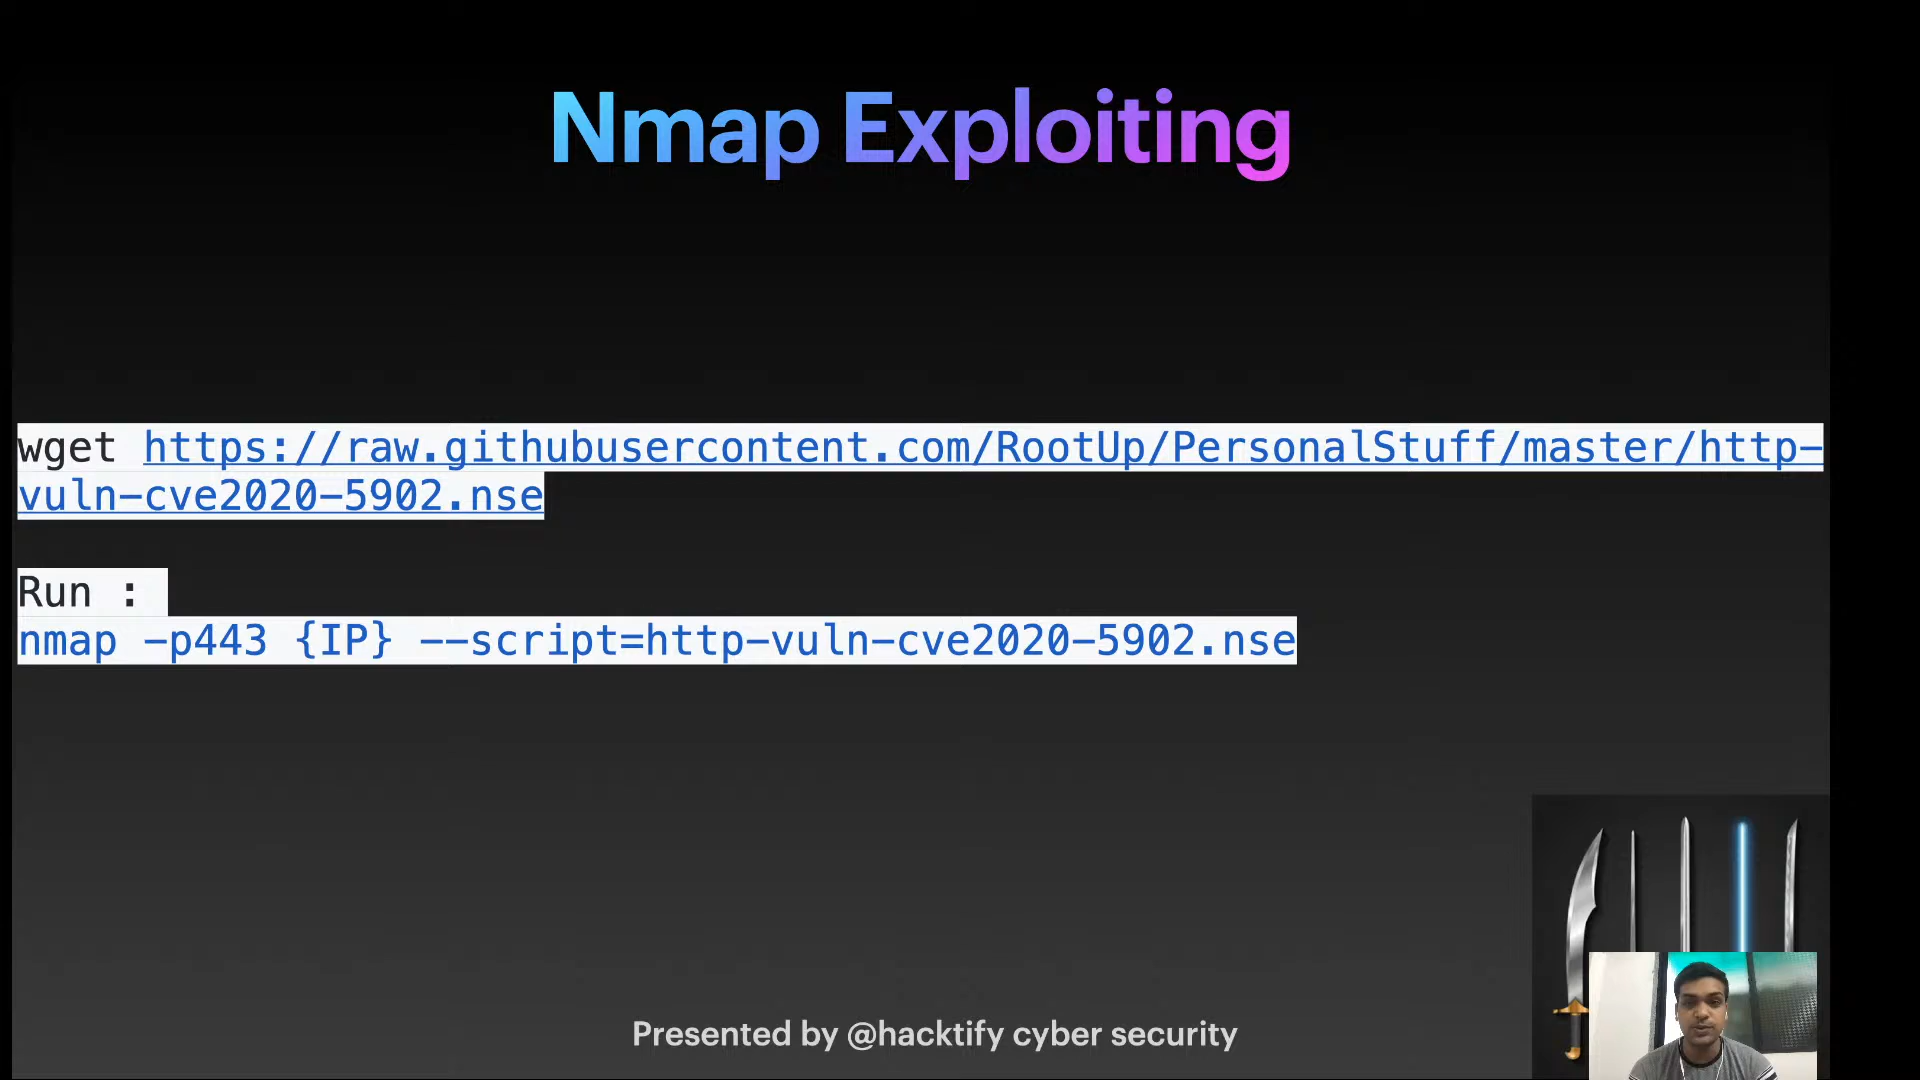 Nmap Exploiting
wget https://raw.githubusercontent.com/RootUp/PersonalStuff/master/http-
vuln-cve2020-5902.nse
Run :
nmap -p443 {IP} --script=http-vuln-cve2020-5902.nse
Presented by @hacktify cyber security